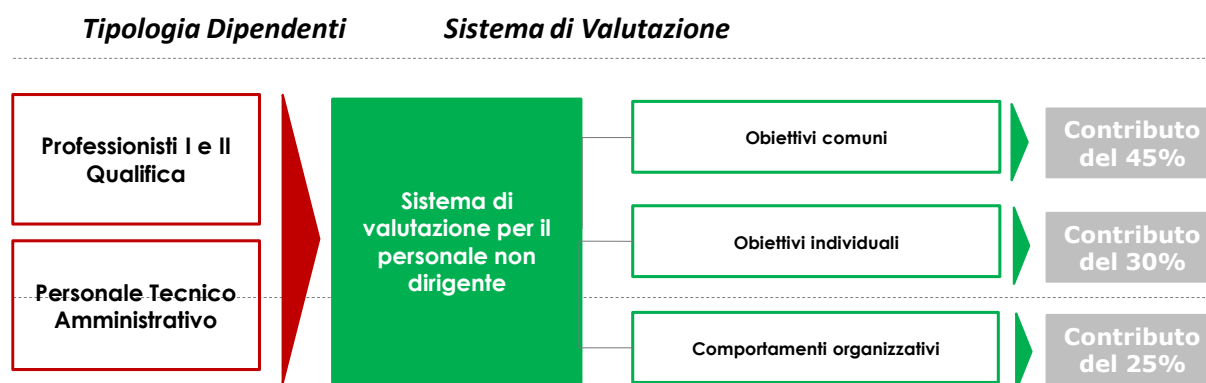 Tipologia Dipendenti
Sistema di Valutazione
Professionisti I e II
Qualifica
Personale Tecnico
Amministrativo
Sistema di
valutazione per il
personale non
dirigente
Obiettivi comuni
Contributo
del 45%
Obiettivi individuali
Contributo
del 30%
Comportamenti organizzativi
Contributo
del 25%